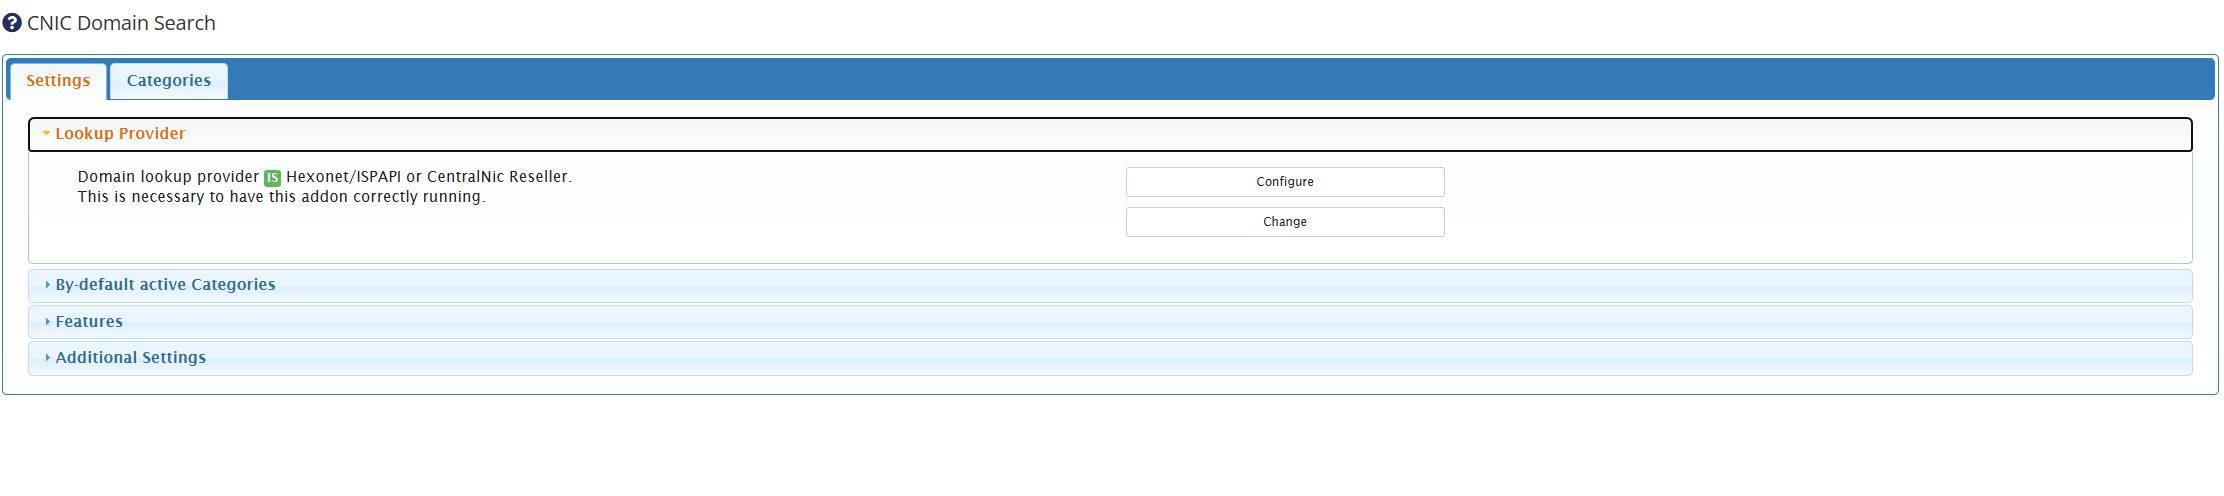 CNIC Domain Search
Settings
Categories
Lookup Provider
Domain lookup provider IS Hexonet/ISPAPI or CentralNic Reseller.
This is necessary to have this addon correctly running.
Configure
Change
By-default active Categories
Features
Additional Settings